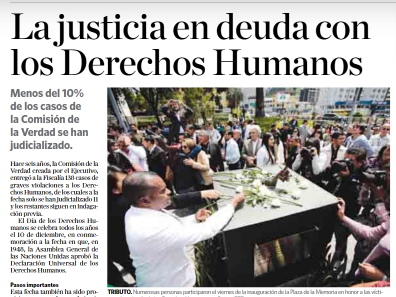 La justicia en deuda con
los Derechos Humanos
Menos del 10%
de los casos de
la Comisión de
la Verdad se han
judicializado.
Hace seis años, la Comisión de la
Verdad creada por el Ejecutivo,
entregó a la Fiscalía 138 casos de
graves violaciones a los Dere-
chos Humanos, de los cuales a la
fecha solo se han judicializado 11
y los restantes siguen en indaga-
ción previa.
El Día de los Derechos Hu-
manos se celebra todos los años
el 10 de diciembre, en conme-
moración a la fecha en que, en
1948, la Asamblea General de
las Naciones Unidas aprobó la
Declaración Universal de los
Derechos Humanos.
Pasos importantes
Esta fecha también ha sido pro-
TRIBUTO. Numerosas personas participaron el viernes de la inauguración de la Plaza de la Memoria en honor a las vícti-